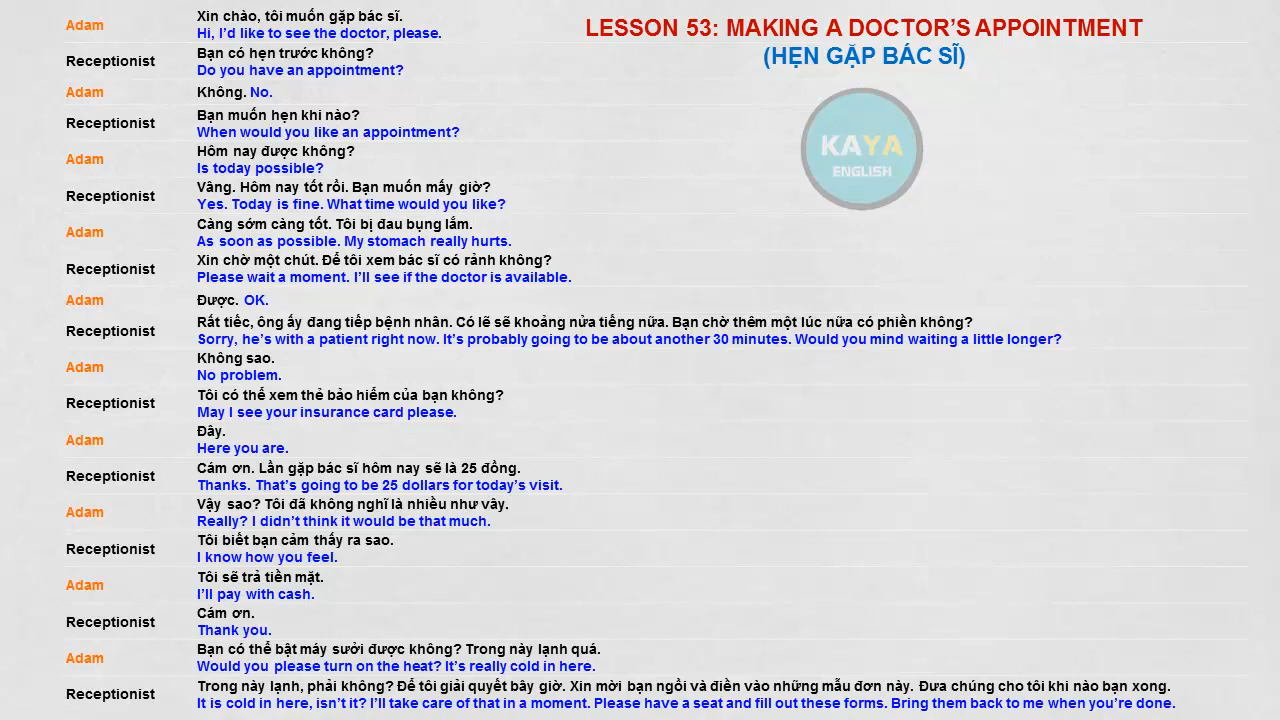 LESSON 53: MAKING A DOCTOR'S APPOINTMENT
(HẸN GẶP BÁC SĨ)
KAYA
ENGLISH
Adam
Xin chào, tôi muốn gặp bác sĩ.
Hi, I'd like to see the doctor, please.
Receptionist
Bạn có hẹn trước không?
Do you have an appointment?
Adam
Không. No.
Receptionist
Bạn muốn hẹn khi nào?
When would you like an appointment?
Adam
Hôm nay được không?
Is today possible?
Receptionist
Vâng. Hôm nay tốt rồi. Bạn muốn mấy giờ?
Yes. Today is fine. What time would you like?
Adam
Càng sớm càng tốt. Tôi bị đau bụng lắm.
As soon as possible. My stomach really hurts.
Receptionist
Xin chờ một chút. Để tôi xem bác sĩ có rảnh không?
Please wait a moment. I'll see if the doctor is available.
Adam
Được. OK.
Receptionist
Rất tiếc, ông ấy đang tiếp bệnh nhân. Có lẽ sẽ khoảng nửa tiếng nữa. Bạn chờ thêm một lúc nữa có phiền không?
Sorry, he's with a patient right now. It's probably going to be about another 30 minutes. Would you mind waiting a little longer?
Adam
Không sao.
No problem.
Receptionist
Tôi có thể xem thẻ bảo hiểm của bạn không?
May I see your insurance card please.
Adam
Đây.
Here you are.
Receptionist
Cám ơn. Lần gặp bác sĩ hôm nay sẽ là 25 đồng.
Thanks. That's going to be 25 dollars for today's visit.
Adam
Vậy sao? Tôi đã không nghĩ là nhiều như vậy.
Really? I didn't think it would be that much.
Receptionist
Tôi biết bạn cảm thấy ra sao.
I know how you feel.
Adam
Tôi sẽ trả tiền mặt.
I'll pay with cash.
Receptionist
Cám ơn.
Thank you.
Adam
Bạn có thể bật máy sưởi được không? Trong này lạnh quá.
Would you please turn on the heat? It's really cold in here.
Receptionist
Trong này lạnh, phải không? Để tôi giải quyết bây giờ. Xin mời bạn ngồi và điền vào những mẫu đơn này. Đưa chúng cho tôi khi nào bạn xong.
It is cold in here, isn't it? I'll take care of that in a moment. Please have a seat and fill out these forms. Bring them back to me when you're done.